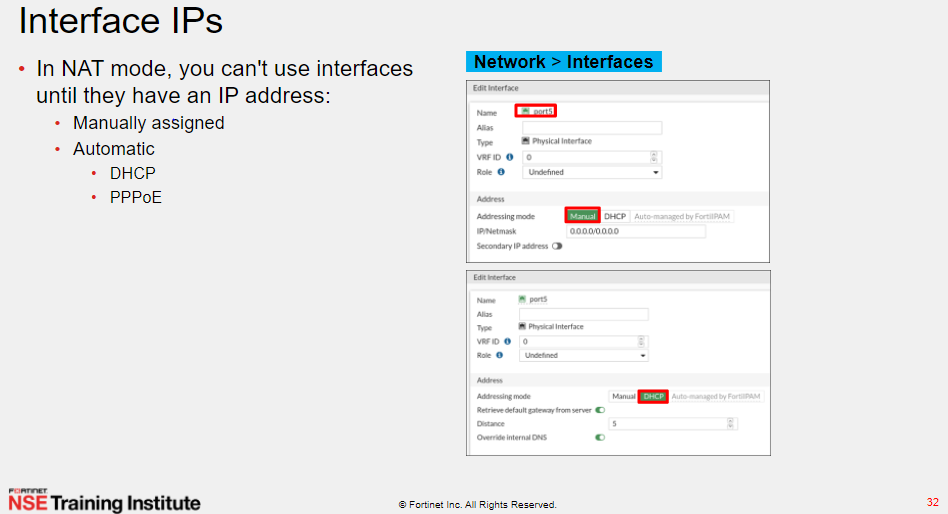 Interface IPs
• In NAT mode, you can't use interfaces
until they have an IP address:
• Manually assigned
• Automatic
• DHCP
• PPPoE
Network > Interfaces
Edit Interface
Name port5
Alias
Type Physical Interface
VRF ID 0
Role Undefined
Address
Addressing mode Manual DHCP Auto-managed by FortiIPAM
IP/Netmask 0.0.0.0/0.0.0.0
Secondary IP address
Edit Interface
Name port5
Alias
Type Physical Interface
VRF ID 0
Role Undefined
Address
Addressing mode Manual DHCP Auto-managed by FortiIPAM
Retrieve default gateway from server
Distance 5
Override internal DNS
FORTINET
NSE Training Institute
© Fortinet Inc. All Rights Reserved.
32